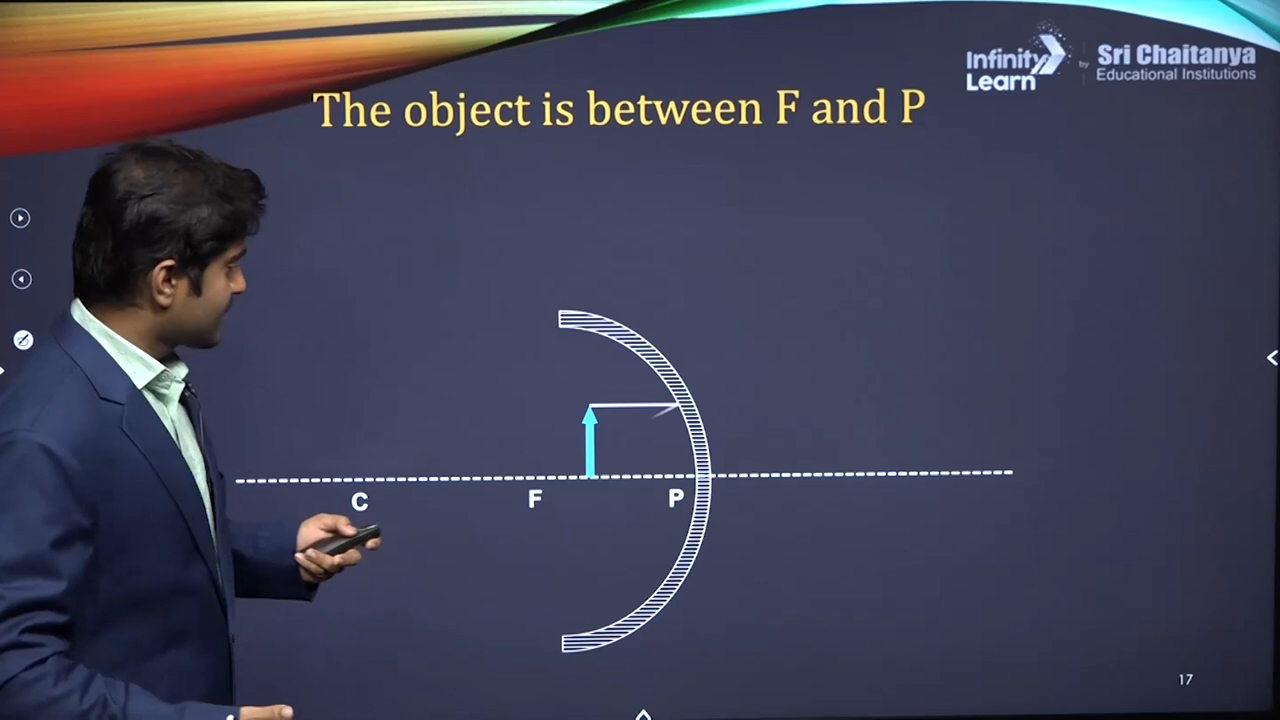 Infinity
Learn
by
Sri Chaitanya
Educational Institutions
The object is between F and P
C
F
P
17